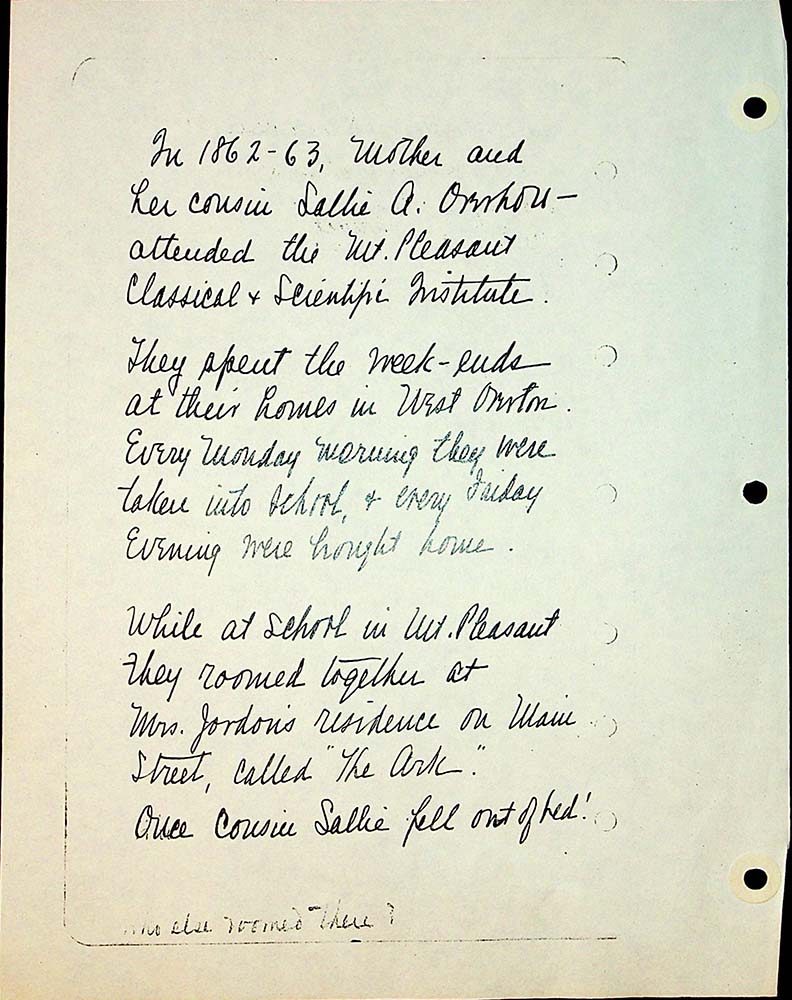 In 1862-63, Mother and
her cousin Sallie A. Overholt-
attended the Mt. Pleasant
Classical & Scientific Institute.
They spent the week-ends
at their homes in West Overton.
Every Monday morning they were
taken into school, & every Friday
Evening were brought home.
While at school in Mt. Pleasant
they roomed together at
Mrs. Jordon's residence on Main
Street, called "The Ark".
Once Cousin Sallie fell out of bed!
who else roomed there?